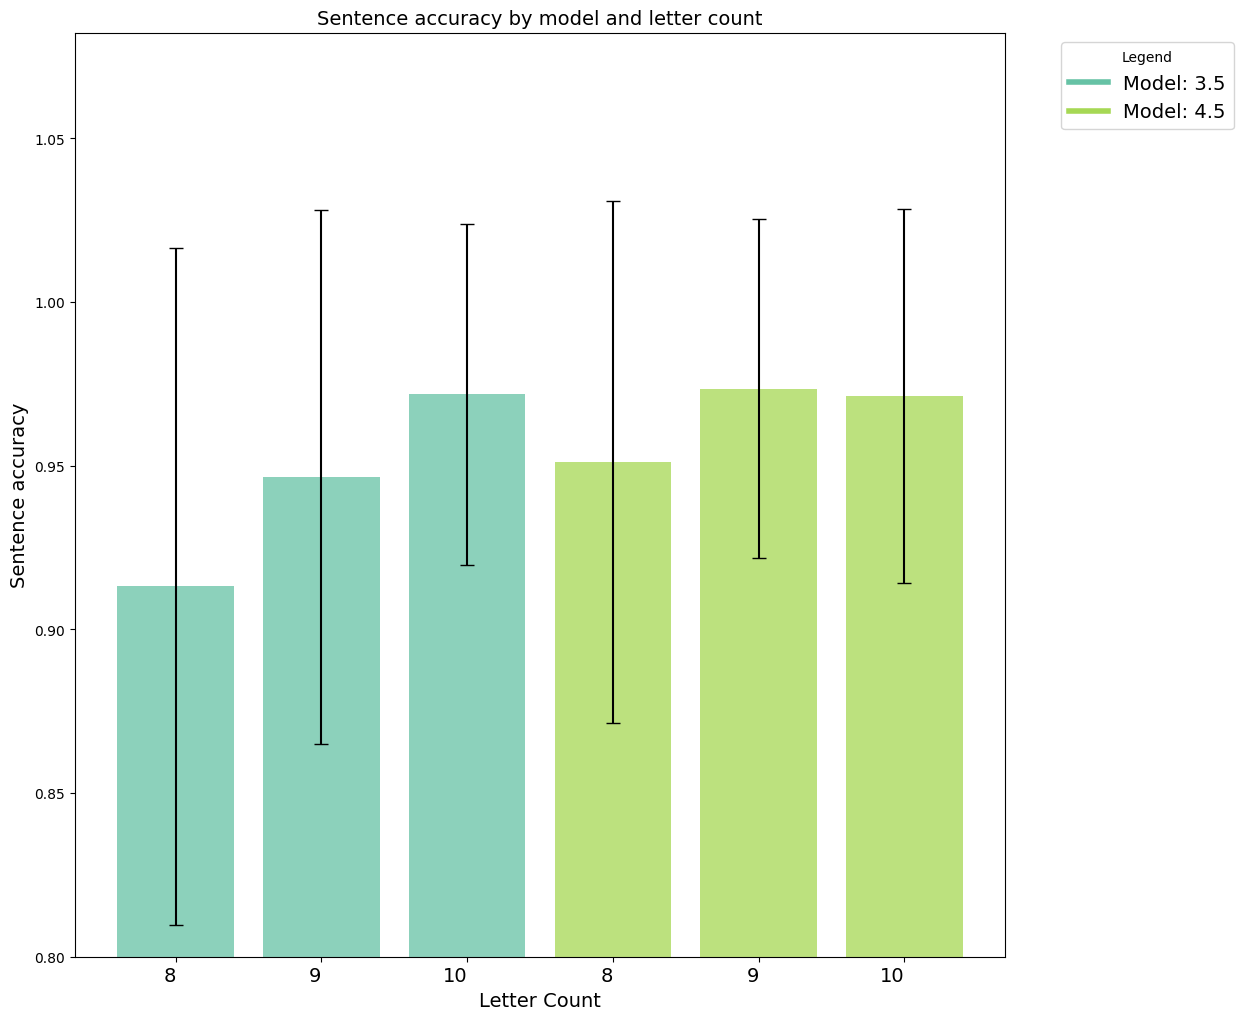 Sentence accuracy by model and letter count
Legend
Model: 3.5
Model: 4.5
Sentence accuracy
1.05
1.00
0.95
0.90
0.85
0.80
8 9 10 8 9 10
Letter Count